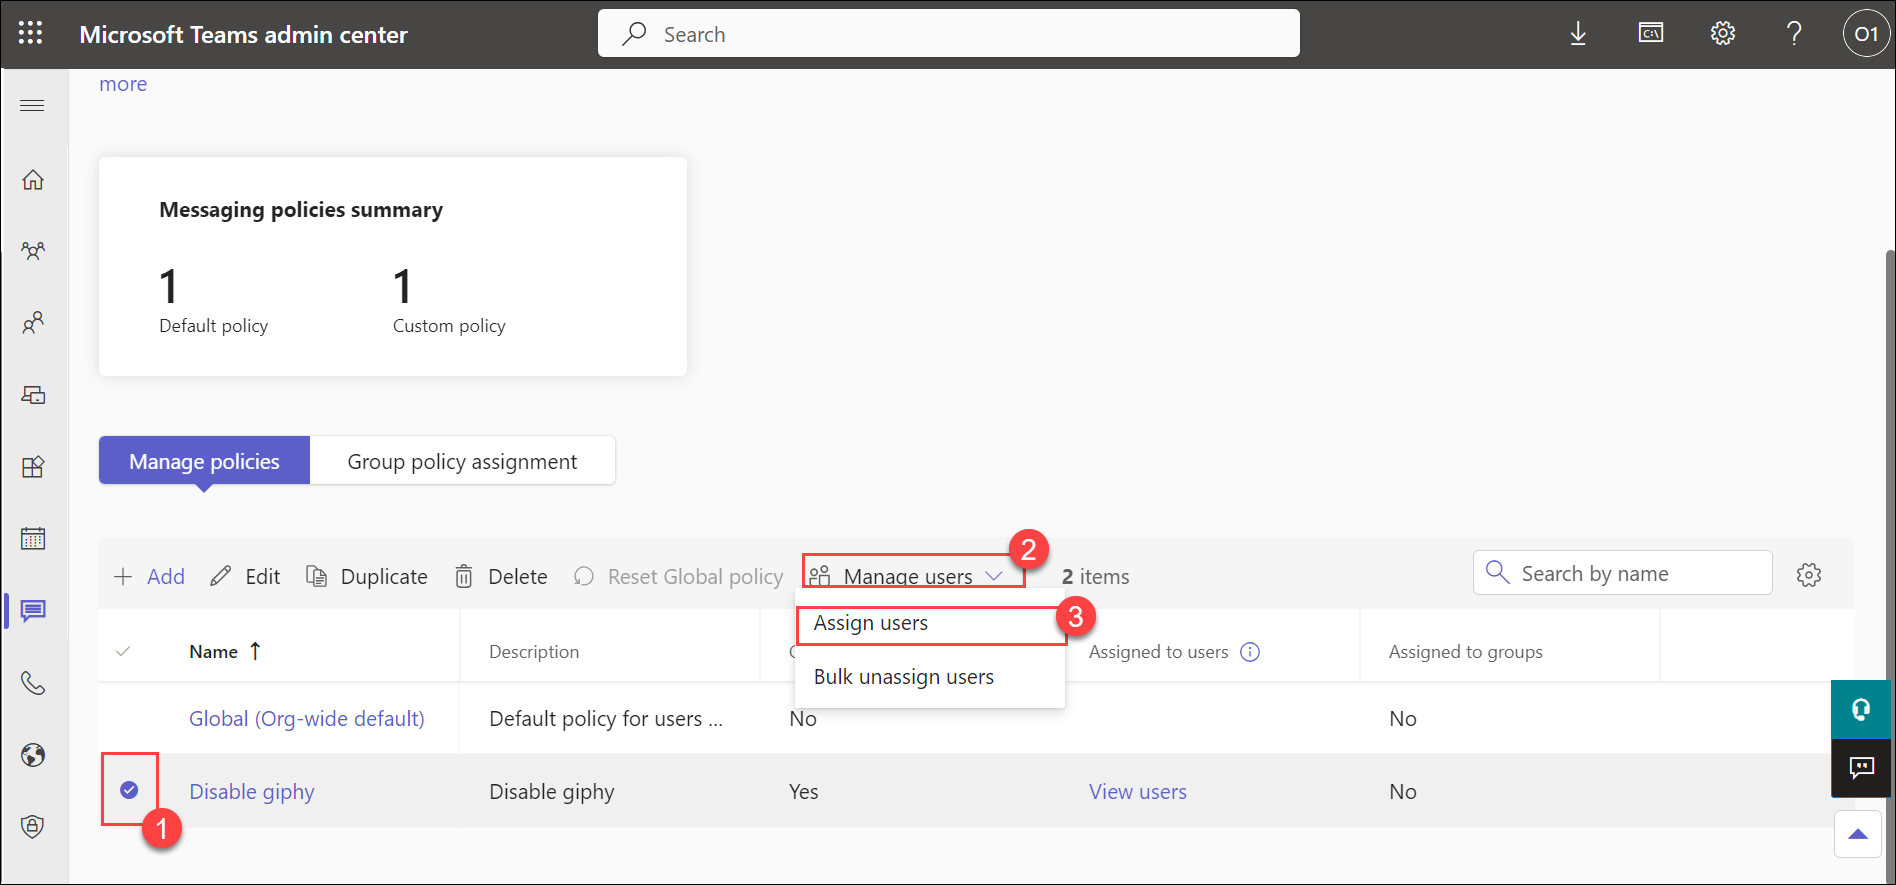 Microsoft Teams admin center
Search
O1
more
Messaging policies summary
1
1
Default policy
Custom policy
Manage policies
Group policy assignment
2
Add
Edit
Duplicate
Delete
Reset Global policy
Manage users
2 items
Search by name
Assign users
3
Bulk unassign users
Name ↑
Description
Assigned to users
Assigned to groups
Global (Org-wide default)
Default policy for users ...
No
No
Disable giphy
Disable giphy
Yes
View users
No
1